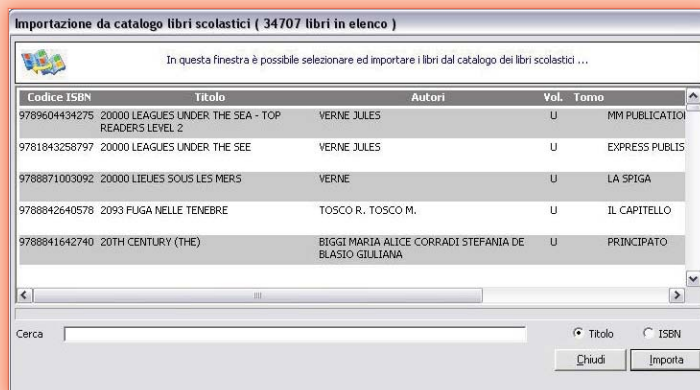 Importazione da catalogo libri scolastici ( 34707 libri in elenco )
In questa finestra è possibile selezionare ed importare i libri dal catalogo dei libri scolastici ...
Codice ISBN Titolo Autori Vol. Tomo
9789604434275 20000 LEAGUES UNDER THE SEA - TOP VERNE JULES U MM PUBLICATIO
READERS LEVEL 2
9781843258797 20000 LEAGUES UNDER THE SEE VERNE JULES U EXPRESS PUBLIS
9788871003092 20000 LIEUES SOUS LES MERS VERNE U LA SPIGA
9788842640578 2093 FUGA NELLE TENEBRE TOSCO R. TOSCO M. U IL CAPITELLO
9788841642740 20TH CENTURY (THE) BIGGI MARIA ALICE CORRADI STEFANIA DE U PRINCIPATO
BLASIO GIULIANA
Cerca Titolo ISBN
Chiudi Importa